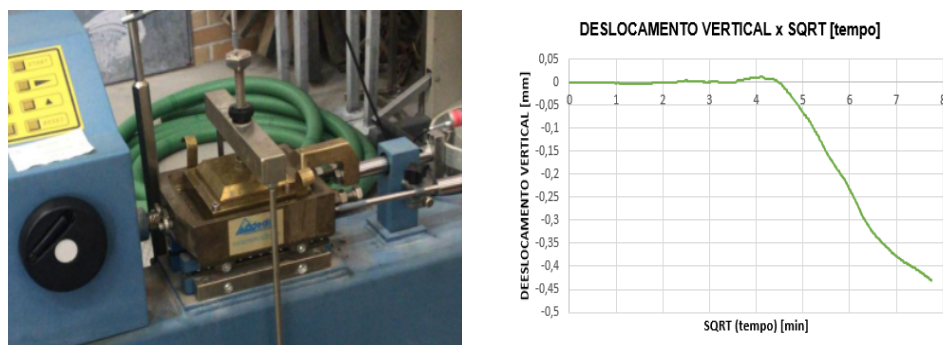 START
RESET
DESLOCAMENTO VERTICAL x SQRT [tempo]
DEESLOCAMENTO VERTICAL [mm]
0,05
0
-0,05
-0,1
-0,15
-0,2
-0,25
-0,3
-0,35
-0,4
-0,45
-0,5
0 1 2 3 4 5 6 7 8
SQRT (tempo) [min]